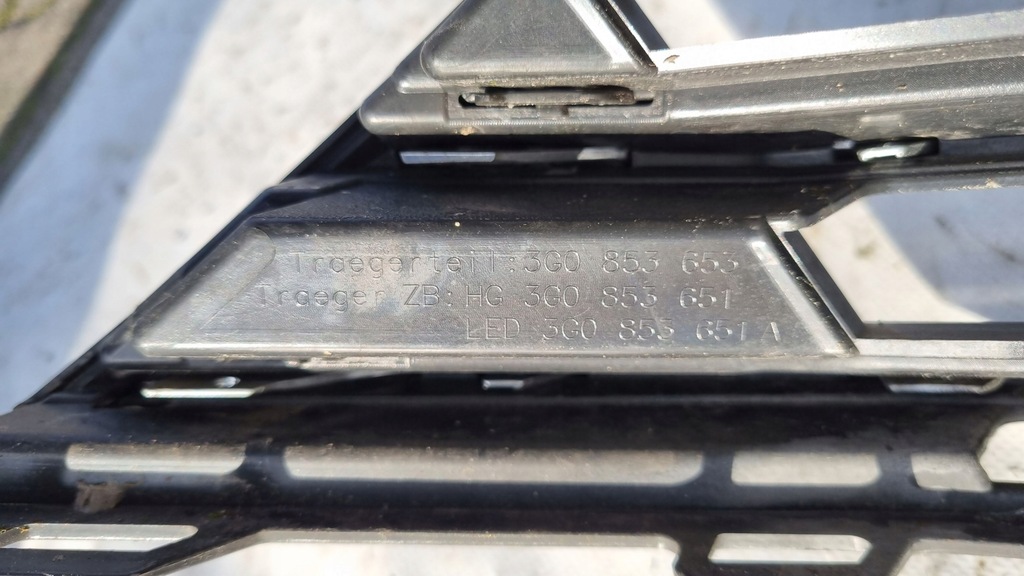 Traegerteil:3G0 853 653
Traeger ZB:HG 3G0 853 651
LED 3G0 853 651 A